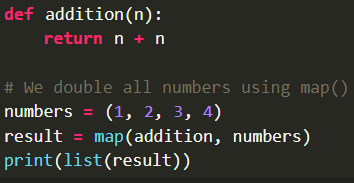 def addition(n):
    return n + n

# We double all numbers using map()
numbers = (1, 2, 3, 4)
result = map(addition, numbers)
print(list(result))